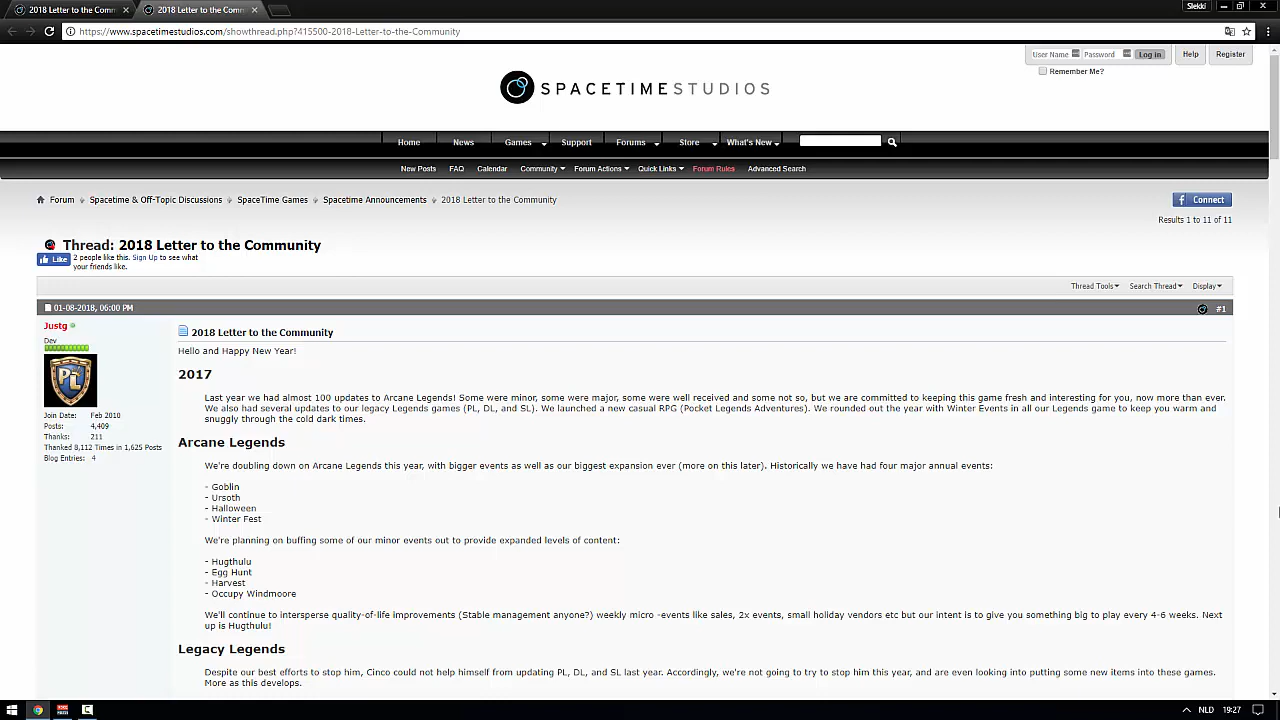 2018 Letter to the Comm
2018 Letter to the Comm
Slekki
https://www.spacetimestudios.com/showthread.php?415500-2018-Letter-to-the-Community
User Name
Password
Log in
Help
Register
Remember Me?
SPACETIMESTUDIOS
Home News Games Support Forums Store What's New
New Posts FAQ Calendar Community Forum Actions Quick Links Forum Rules Advanced Search
Forum Spacetime & Off-Topic Discussions SpaceTime Games Spacetime Announcements 2018 Letter to the Community
f Connect
Results 1 to 11 of 11
Thread: 2018 Letter to the Community
Like 2 people like this. Sign Up to see what
your friends like.
Thread Tools Search Thread Display
01-08-2018, 06:00 PM
#1
Justg
Dev
PL
Join Date: Feb 2010
Posts: 4,409
Thanks: 211
Thanked 8,112 Times in 1,625 Posts
Blog Entries: 4
2018 Letter to the Community
Hello and Happy New Year!
2017
Last year we had almost 100 updates to Arcane Legends! Some were minor, some were major, some were well received and some not so, but we are committed to keeping this game fresh and interesting for you, now more than ever.
We also had several updates to our legacy Legends games (PL, DL, and SL). We launched a new casual RPG (Pocket Legends Adventures). We rounded out the year with Winter Events in all our Legends game to keep you warm and
snuggly through the cold dark times.
Arcane Legends
We're doubling down on Arcane Legends this year, with bigger events as well as our biggest expansion ever (more on this later). Historically we have had four major annual events:
- Goblin
- Ursoth
- Halloween
- Winter Fest
We're planning on buffing some of our minor events out to provide expanded levels of content:
- Hugthulu
- Egg Hunt
- Harvest
- Occupy Windmoore
We'll continue to intersperse quality-of-life improvements (Stable management anyone?) weekly micro -events like sales, 2x events, small holiday vendors etc but our intent is to give you something big to play every 4-6 weeks. Next
up is Hugthulu!
Legacy Legends
Despite our best efforts to stop him, Cinco could not help himself from updating PL, DL, and SL last year. Accordingly, we're not going to try to stop him this year, and are even looking into putting some new items into these games.
More as this develops.
NLD 19:27